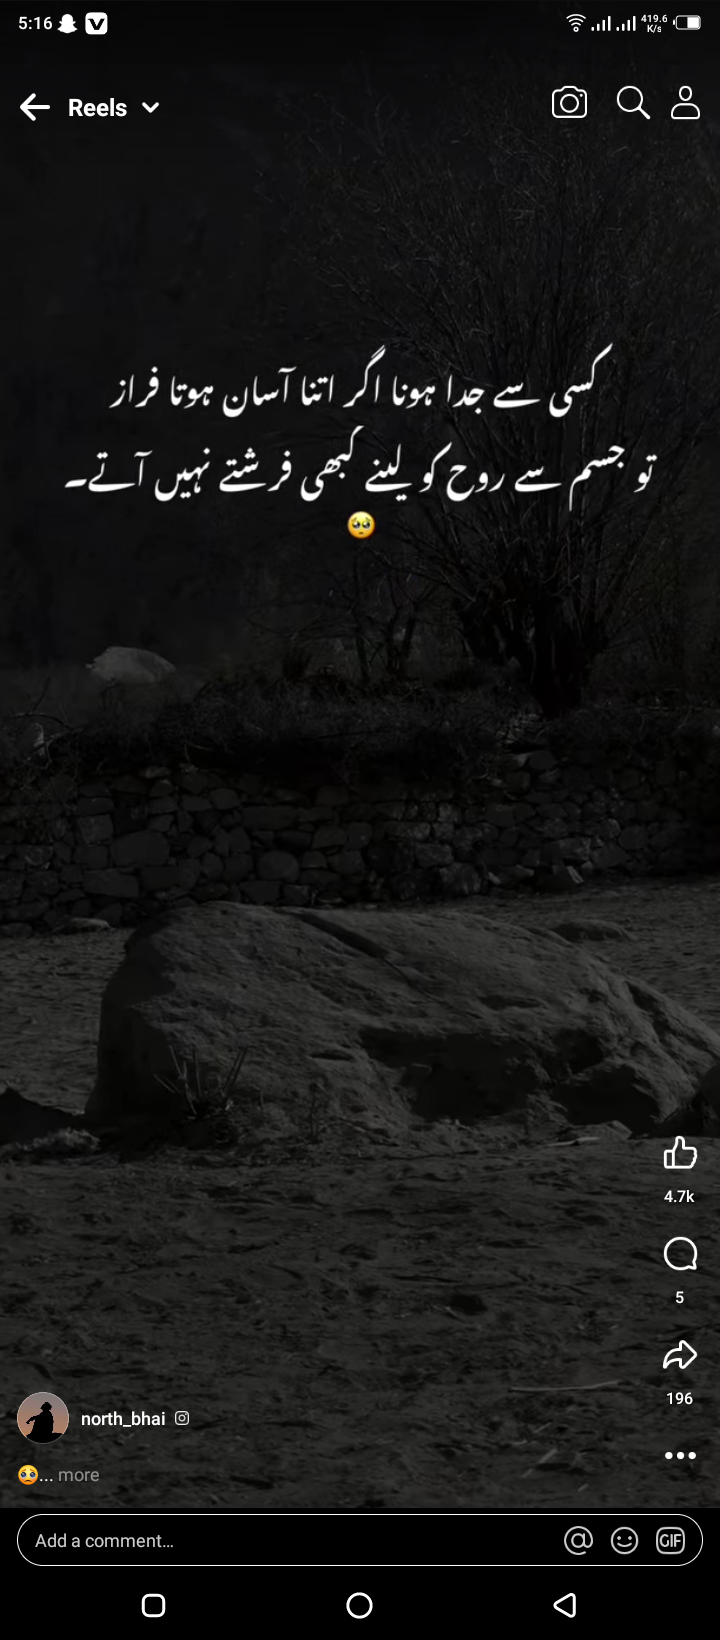 5:16
419.6
K/s
Reels
کسی سے جدا ہونا اگر اتنا آسان ہوتا فراز
تو جسم سے روح کو لینے کبھی فرشتے نہیں آتے۔
🥺
4.7k
5
196
north_bhai
🥺... more
Add a comment...
GIF